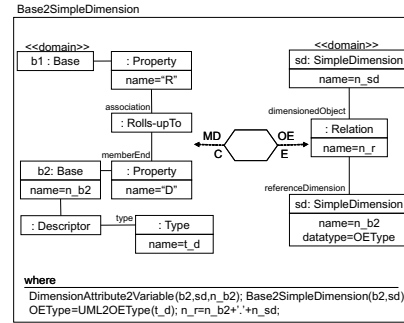 Base2SimpleDimension
<<domain>>
b1 : Base
: Property
name="R"
association
: Rolls-upTo
memberEnd
b2: Base
name=n_b2
: Property
name="D"
: Descriptor
type
: Type
name=t_d
MD
OE
C
E
<<domain>>
sd: SimpleDimension
name=n_sd
dimensionedObject
: Relation
name=n_r
referenceDimension
sd: SimpleDimension
name=n_b2
datatype=OEType
where
DimensionAttribute2Variable(b2,sd,n_b2); Base2SimpleDimension(b2,sd)
OEType=UML2OEType(t_d); n_r=n_b2+'.'+n_sd;